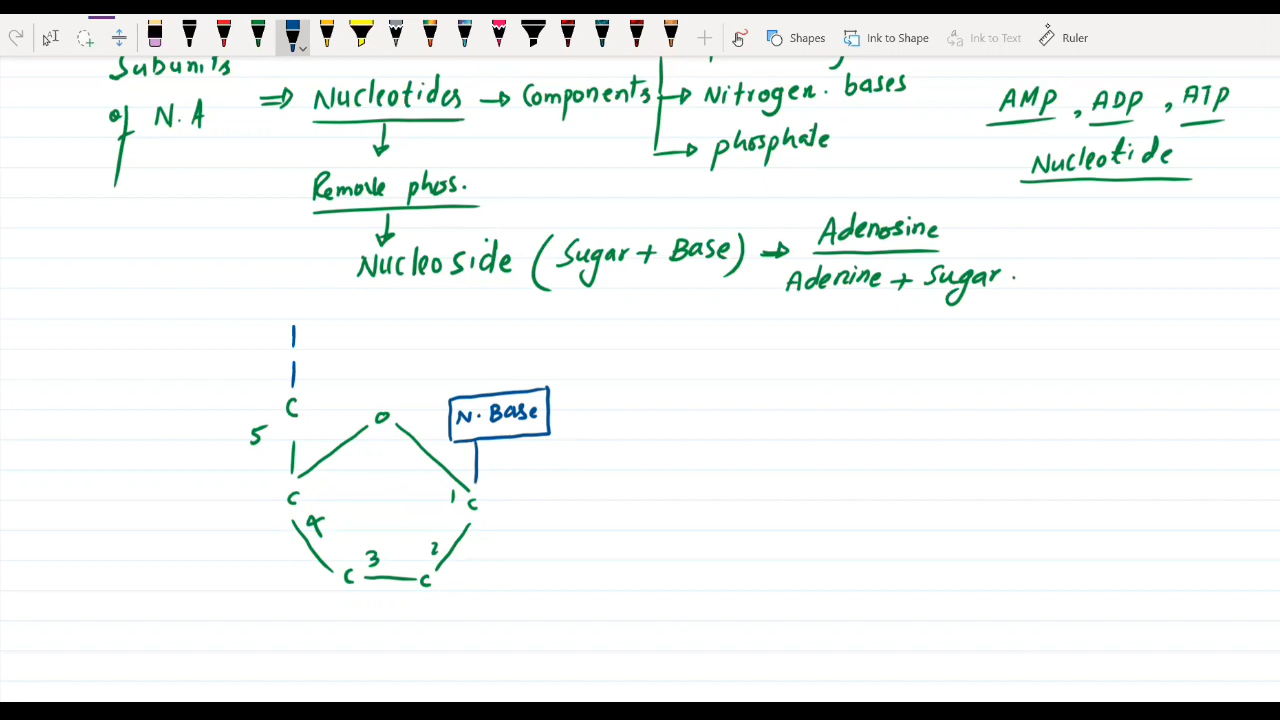 Shapes Ink to Shape Ink to Text Ruler
Subunits
of N.A
⇒ Nucleotides → Components → Nitrogen. bases
→ phosphate
AMP, ADP, ATP
Nucleotide
Remove phos.
Nucleoside (Sugar + Base) → Adenosine
Adenine + Sugar.
C
5
O
N. Base
C
4
1 C
3
2
C
C